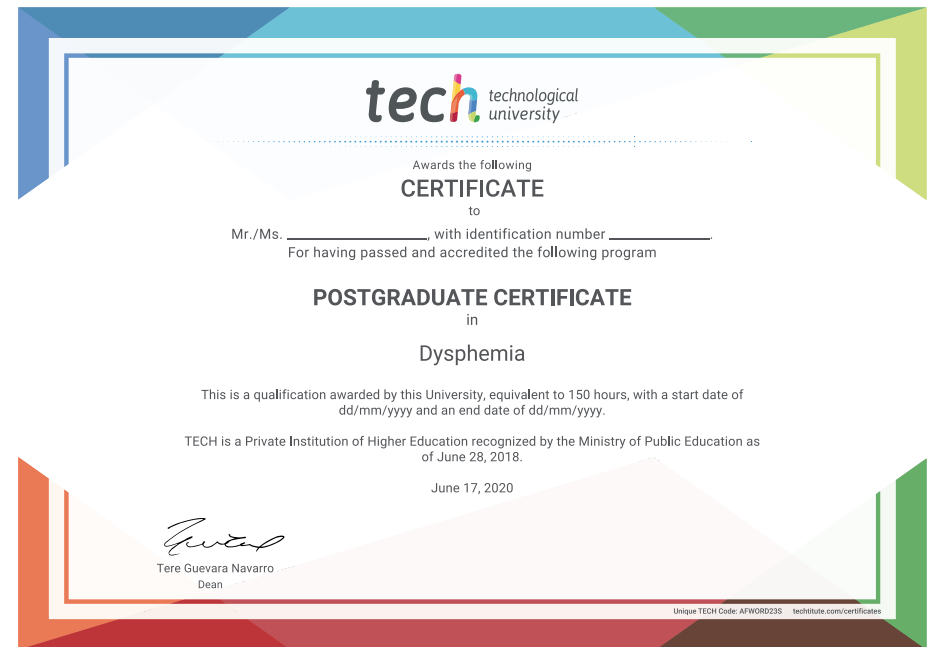 tech technological
university
Awards the following
CERTIFICATE
to
Mr./Ms. ____________________, with identification number ______________.
For having passed and accredited the following program
POSTGRADUATE CERTIFICATE
in
Dysphemia
This is a qualification awarded by this University, equivalent to 150 hours, with a start date of
dd/mm/yyyy and an end date of dd/mm/yyyy.
TECH is a Private Institution of Higher Education recognized by the Ministry of Public Education as
of June 28, 2018.
June 17, 2020
Tere Guevara Navarro
Dean
Unique TECH Code: AFWORD23S techtitute.com/certificates